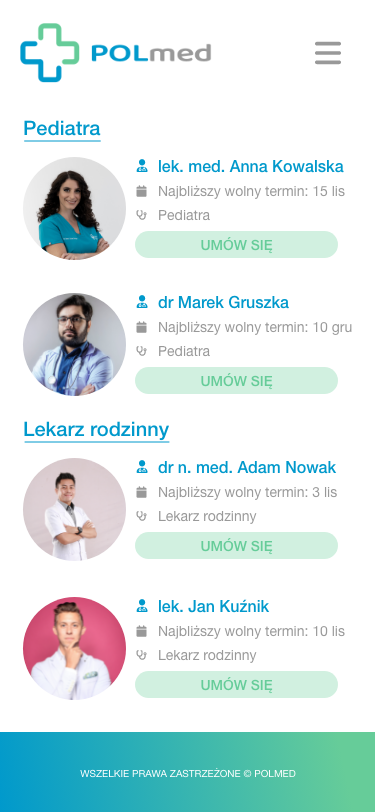 POLmed
Pediatra
lek. med. Anna Kowalska
Najbliższy wolny termin: 15 lis
Pediatra
UMÓW SIĘ
dr Marek Gruszka
Najbliższy wolny termin: 10 gru
Pediatra
UMÓW SIĘ
Lekarz rodzinny
dr n. med. Adam Nowak
Najbliższy wolny termin: 3 lis
Lekarz rodzinny
UMÓW SIĘ
lek. Jan Kuźnik
Najbliższy wolny termin: 10 lis
Lekarz rodzinny
UMÓW SIĘ
WSZELKIE PRAWA ZASTRZEŻONE © POLMED